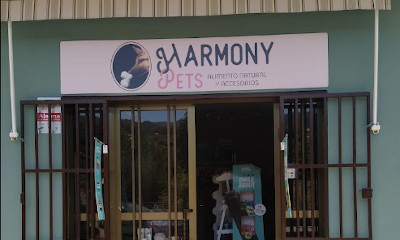 HARMONY
PETS
ALIMENTO NATURAL
Y ACCESORIOS